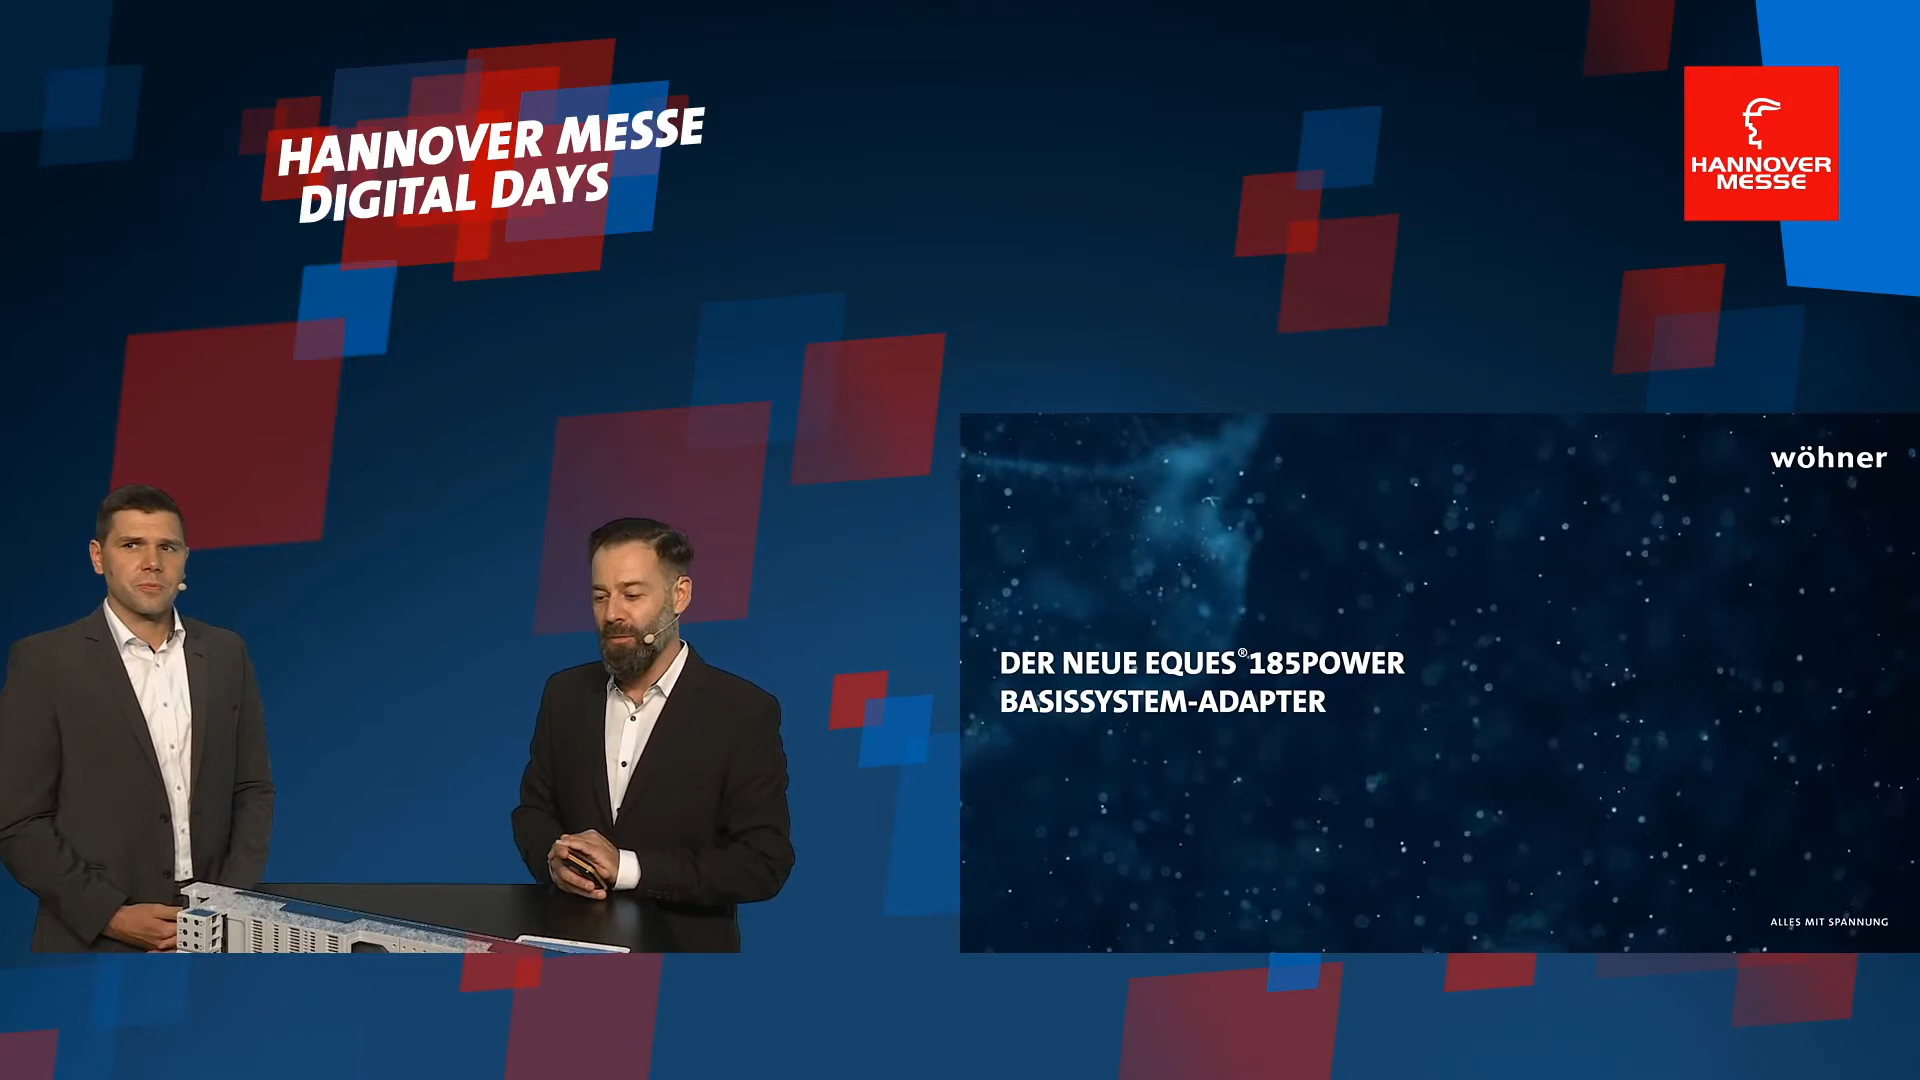 HANNOVER MESSE
DIGITAL DAYS
HANNOVER
MESSE
wöhner
DER NEUE EQUES®185POWER
BASISSYSTEM-ADAPTER
ALLES MIT SPANNUNG